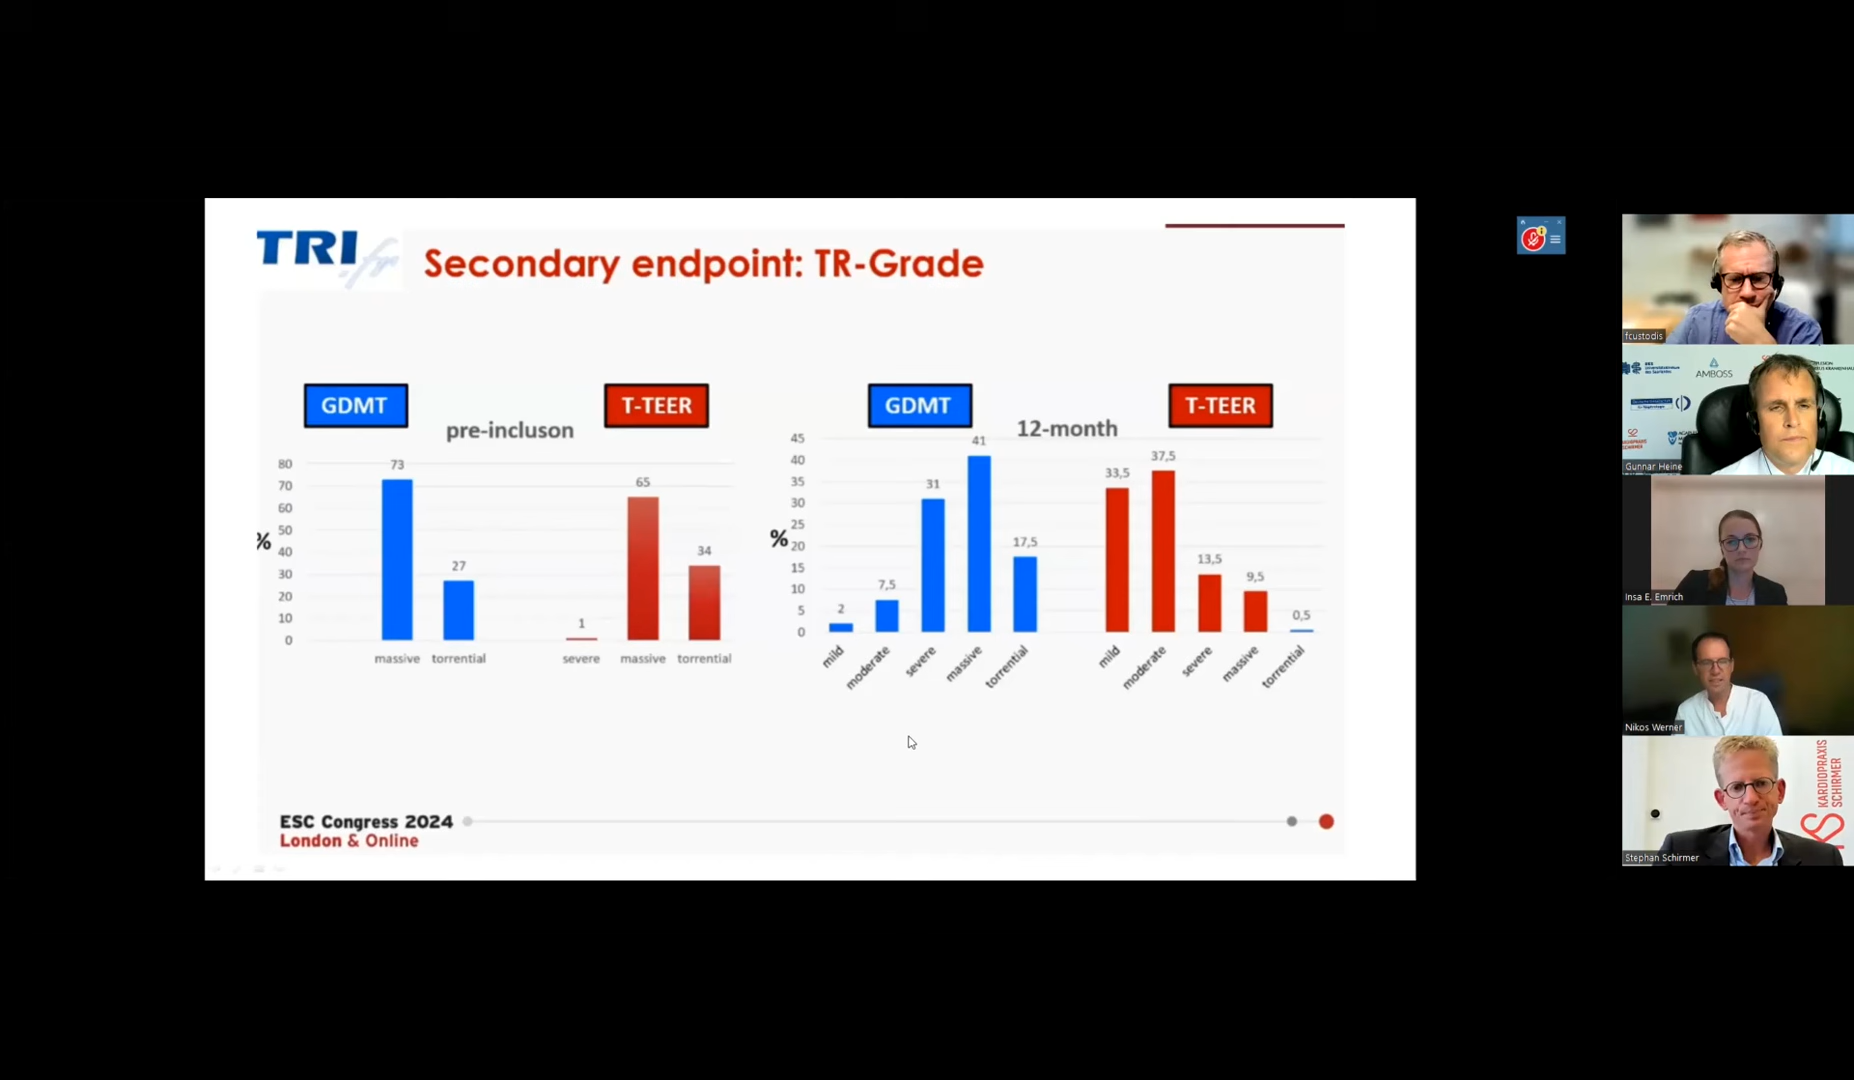 TRI.fr
Secondary endpoint: TR-Grade
GDMT
pre-incluson
T-TEER
%
80
70
60
50
40
30
20
10
0
73
27
1
65
34
massive torrential severe massive torrential
GDMT
12-month
T-TEER
%
45
40
35
30
25
20
15
10
5
0
2
7,5
31
41
17,5
33,5
37,5
13,5
9,5
0,5
mild moderate severe massive torrential mild moderate severe massive torrential
ESC Congress 2024
London & Online
fcustodis
AMBOSS
Gunnar Heine
Insa E. Emrich
Nikos Werner
KARDIOPRAXIS
SCHIRMER
KS
Stephan Schirmer